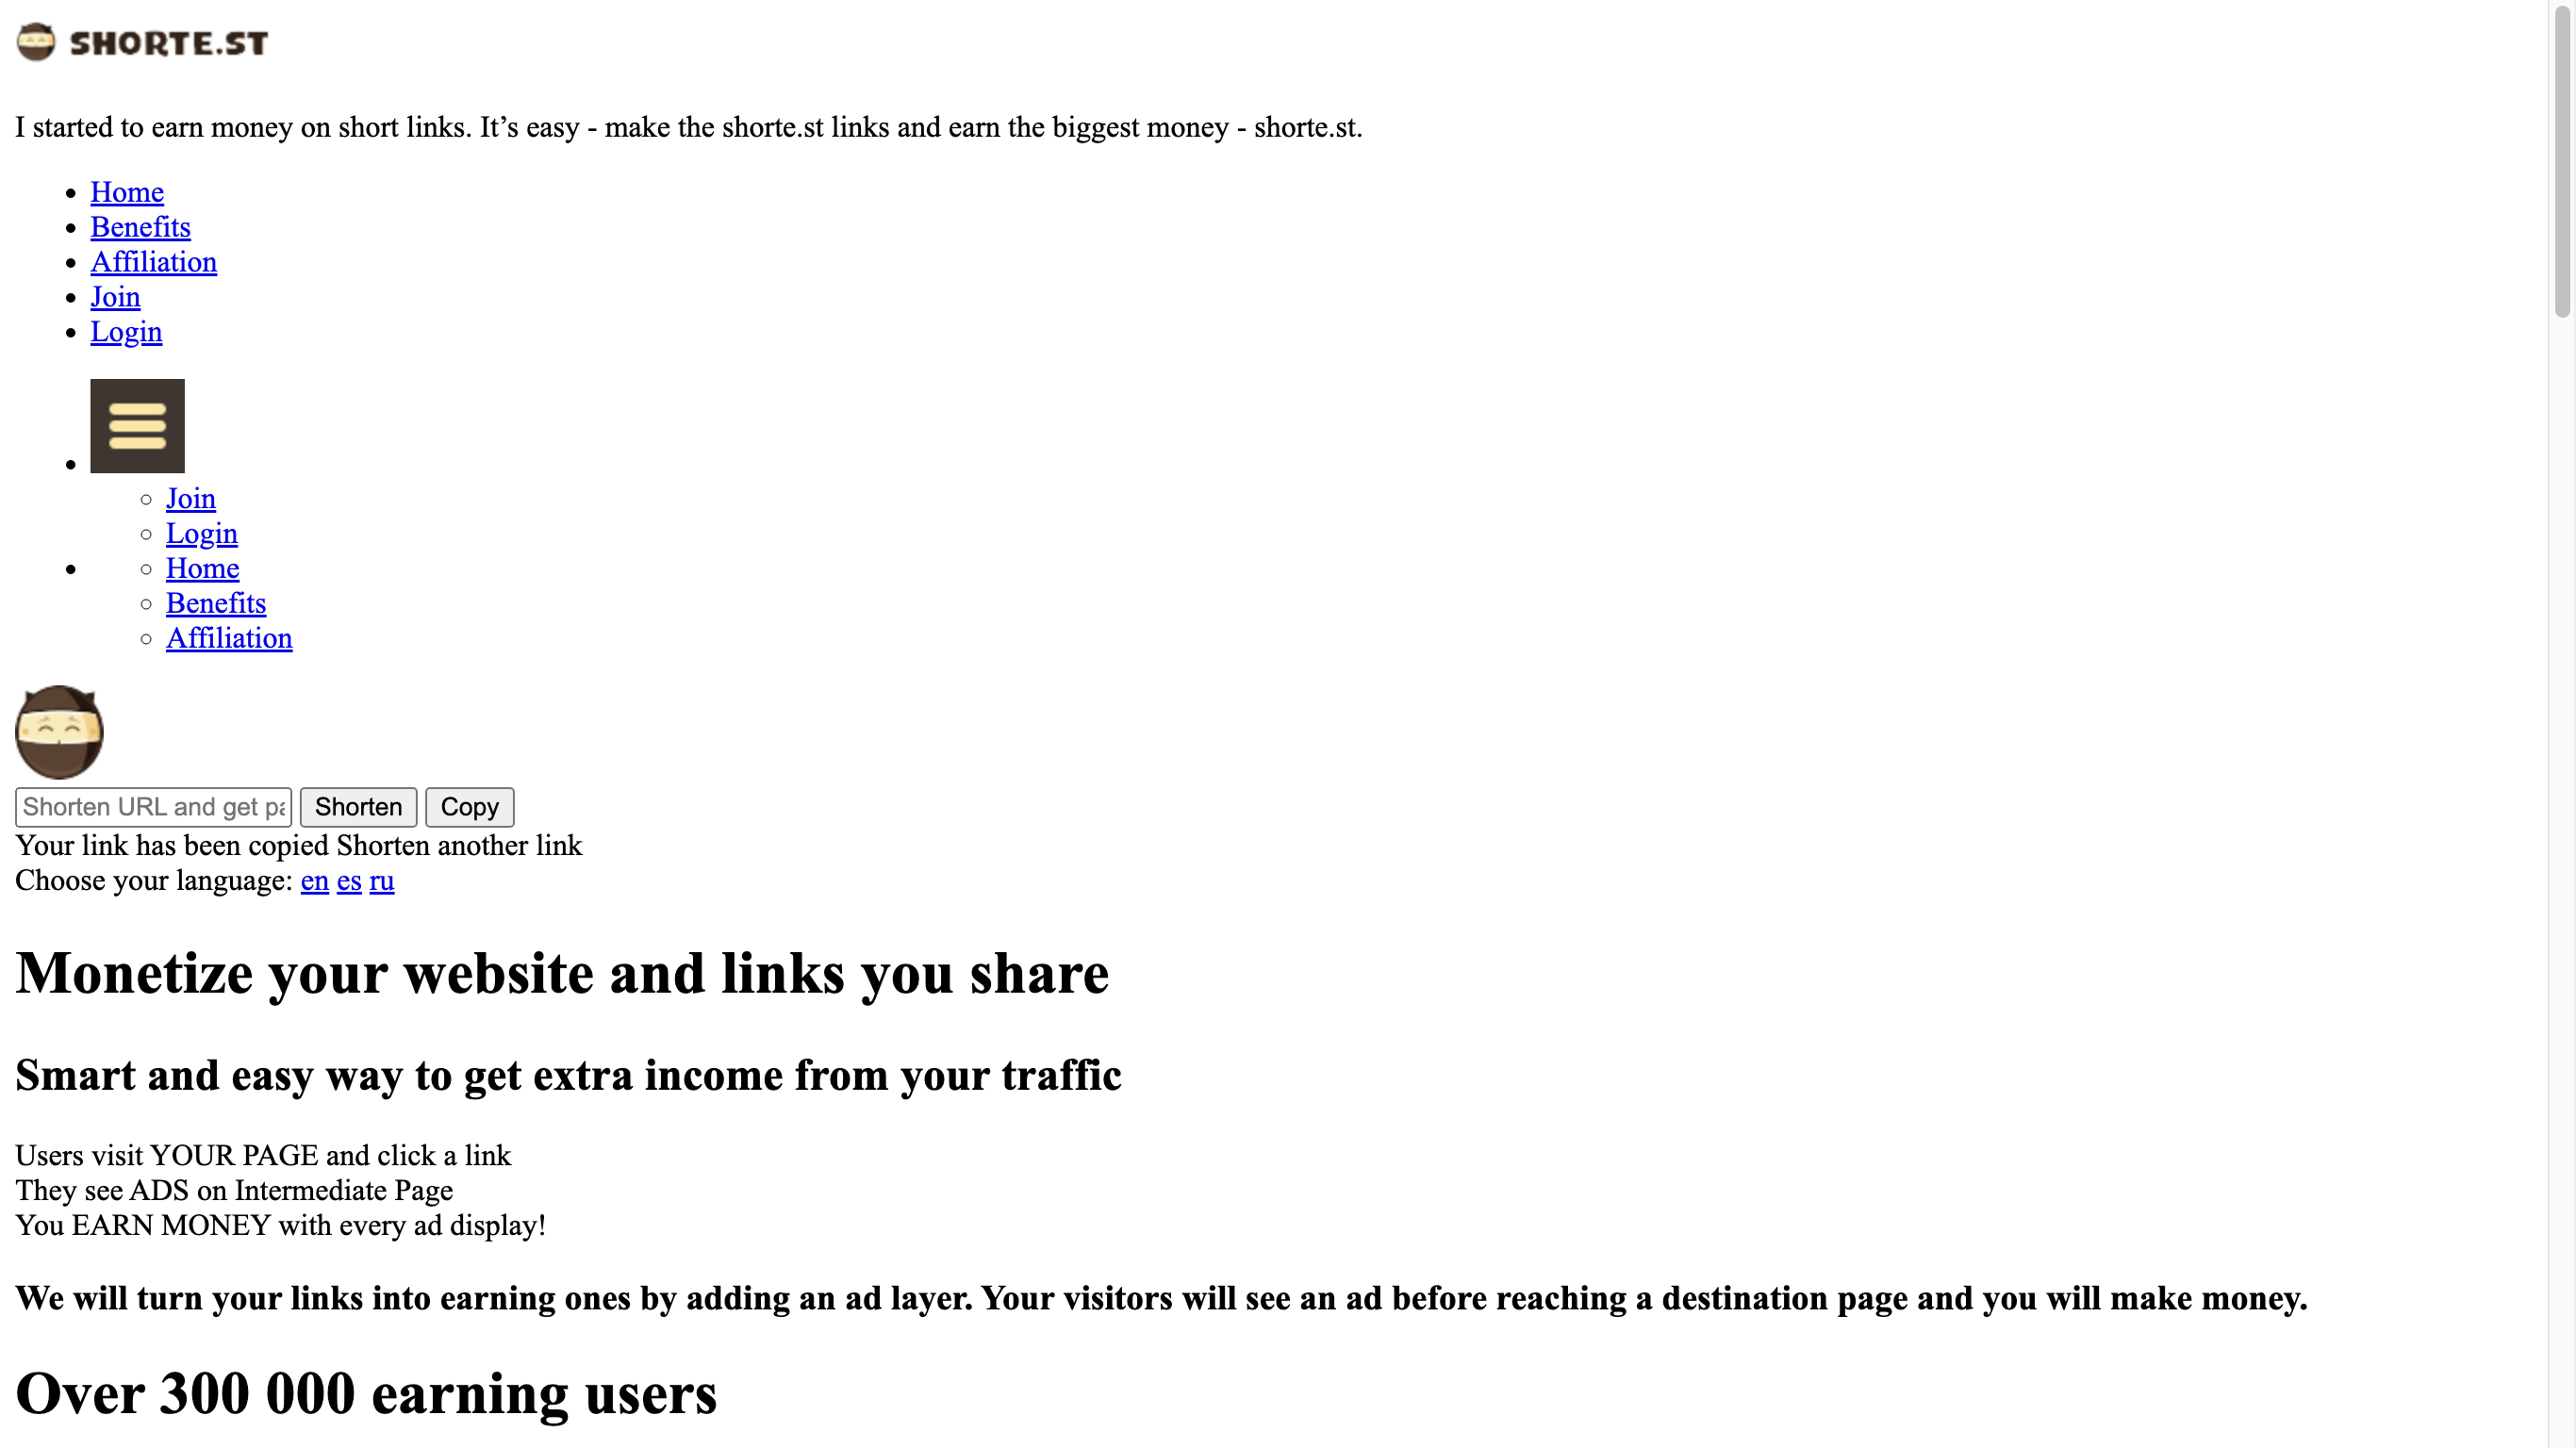 SHORTE.ST
I started to earn money on short links. It’s easy - make the shorte.st links and earn the biggest money - shorte.st.
Home
Benefits
Affiliation
Join
Login
Join
Login
Home
Benefits
Affiliation
Shorten URL and get pa Shorten Copy
Your link has been copied Shorten another link
Choose your language: en es ru
Monetize your website and links you share
Smart and easy way to get extra income from your traffic
Users visit YOUR PAGE and click a link
They see ADS on Intermediate Page
You EARN MONEY with every ad display!
We will turn your links into earning ones by adding an ad layer. Your visitors will see an ad before reaching a destination page and you will make money.
Over 300 000 earning users